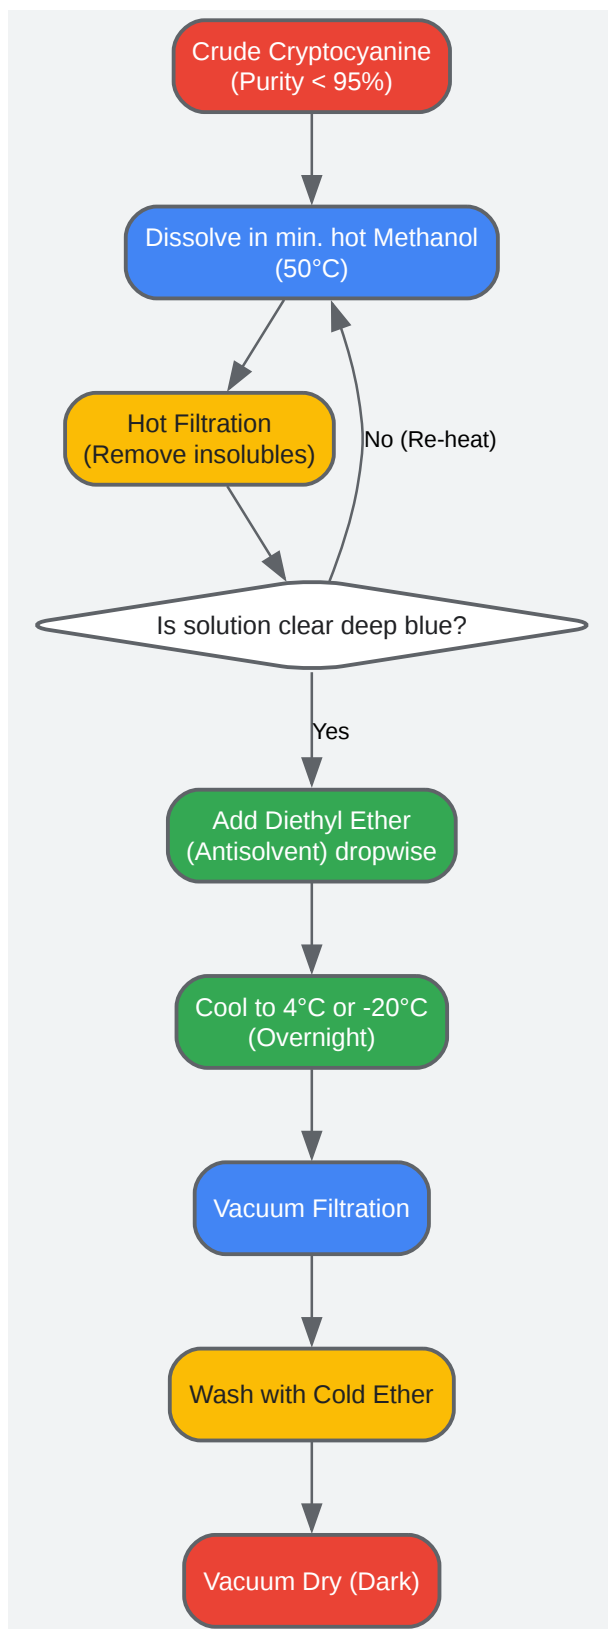 Crude Cryptocyanine
(Purity < 95%)
Dissolve in min. hot Methanol
(50°C)
Hot Filtration
(Remove insolubles)
No (Re-heat)
Is solution clear deep blue?
Yes
Add Diethyl Ether
(Antisolvent) dropwise
Cool to 4°C or -20°C
(Overnight)
Vacuum Filtration
Wash with Cold Ether
Vacuum Dry (Dark)